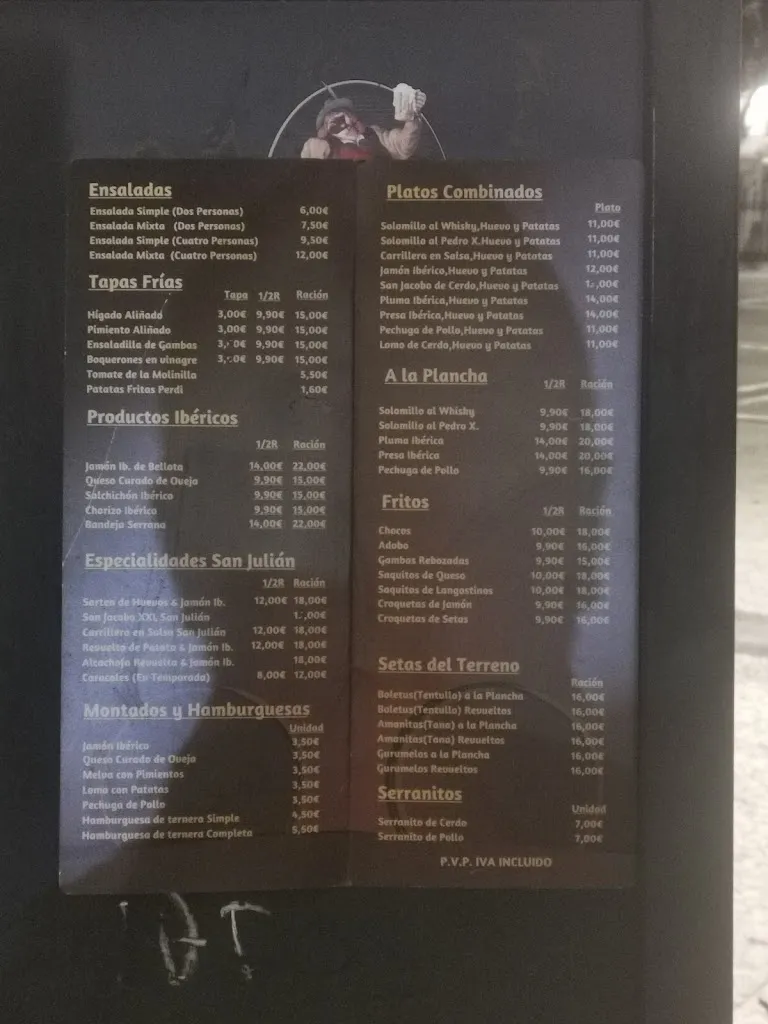 Ensaladas
Ensalada Simple (Dos Personas) 6,00€
Ensalada Mixta (Dos Personas) 7,50€
Ensalada Simple (Cuatro Personas) 9,50€
Ensalada Mixta (Cuatro Personas) 12,00€
Tapas Frías
Tapa 1/2R Ración
Hígado Aliñado 3,00€ 9,90€ 15,00€
Pimiento Aliñado 3,00€ 9,90€ 15,00€
Ensaladilla de Gambas 9,90€ 15,00€
Boquerones en vinagre 9,90€ 15,00€
Tomate de la Molinilla 5,50€
Patatas Fritas Perdi 1,60€
Productos Ibéricos
1/2R Ración
Jamón Ib. de Bellota 14,00€ 22,00€
Queso Curado de Oveja 9,90€ 15,00€
Salchichón Ibérico 9,90€ 15,00€
Chorizo Ibérico 9,90€ 15,00€
Bandeja Serrana 14,00€ 22,00€
Especialidades San Julián
1/2R Ración
Sarten de Huevos & Jamón Ib. 12,00€ 18,00€
San Jacobo XXL San Julián
Carrillera en Salsa San Julián 12,00€ 18,00€
Revuelto de Patata & Jamón Ib. 12,00€ 18,00€
Alcachofa Revuelta & Jamón Ib. 18,00€
Caracoles (En Temporada) 8,00€ 12,00€
Montados y Hamburguesas
Unidad
Jamón Ibérico 3,50€
Queso Curado de Oveja 3,50€
Melva con Pimientos 3,50€
Lomo con Patatas 3,50€
Pechuga de Pollo 3,50€
Hamburguesa de ternera Simple 4,50€
Hamburguesa de ternera Completa 5,50€
Platos Combinados
Plato
Solomillo al Whisky,Huevo y Patatas 11,00€
Solomillo al Pedro X.Huevo y Patatas 11,00€
Carrillera en Salsa,Huevo y Patatas 11,00€
Jamón Ibérico,Huevo y Patatas 12,00€
San Jacobo de Cerdo,Huevo y Patatas
Pluma Ibérica,Huevo y Patatas 14,00€
Presa Ibérica,Huevo y Patatas 14,00€
Pechuga de Pollo,Huevo y Patatas 11,00€
Lomo de Cerdo,Huevo y Patatas 11,00€
A la Plancha
1/2R Ración
Solomillo al Whisky 9,90€ 18,00€
Solomillo al Pedro X. 9,90€ 18,00€
Pluma Ibérica 14,00€ 20,00€
Presa Ibérica 14,00€ 20,00€
Pechuga de Pollo 9,90€ 16,00€
Fritos
1/2R Ración
Chocos 10,00€ 18,00€
Adobo 9,90€ 16,00€
Gambas Rebozadas 9,90€ 15,00€
Saquitos de Queso 10,00€ 18,00€
Saquitos de Langostinos 10,00€ 18,00€
Croquetas de Jamón 9,90€ 16,00€
Croquetas de Setas 9,90€ 16,00€
Setas del Terreno
Ración
Boletus(Tentullo) a la Plancha 16,00€
Boletus(Tentullo) Revueltos 16,00€
Amanitas(Tana) a la Plancha 16,00€
Amanitas(Tana) Revueltos 16,00€
Gurumelos a la Plancha 16,00€
Gurumelos Revueltos 16,00€
Serranitos
Unidad
Serranito de Cerdo 7,00€
Serranito de Pollo 7,00€
P.V.P. IVA INCLUIDO